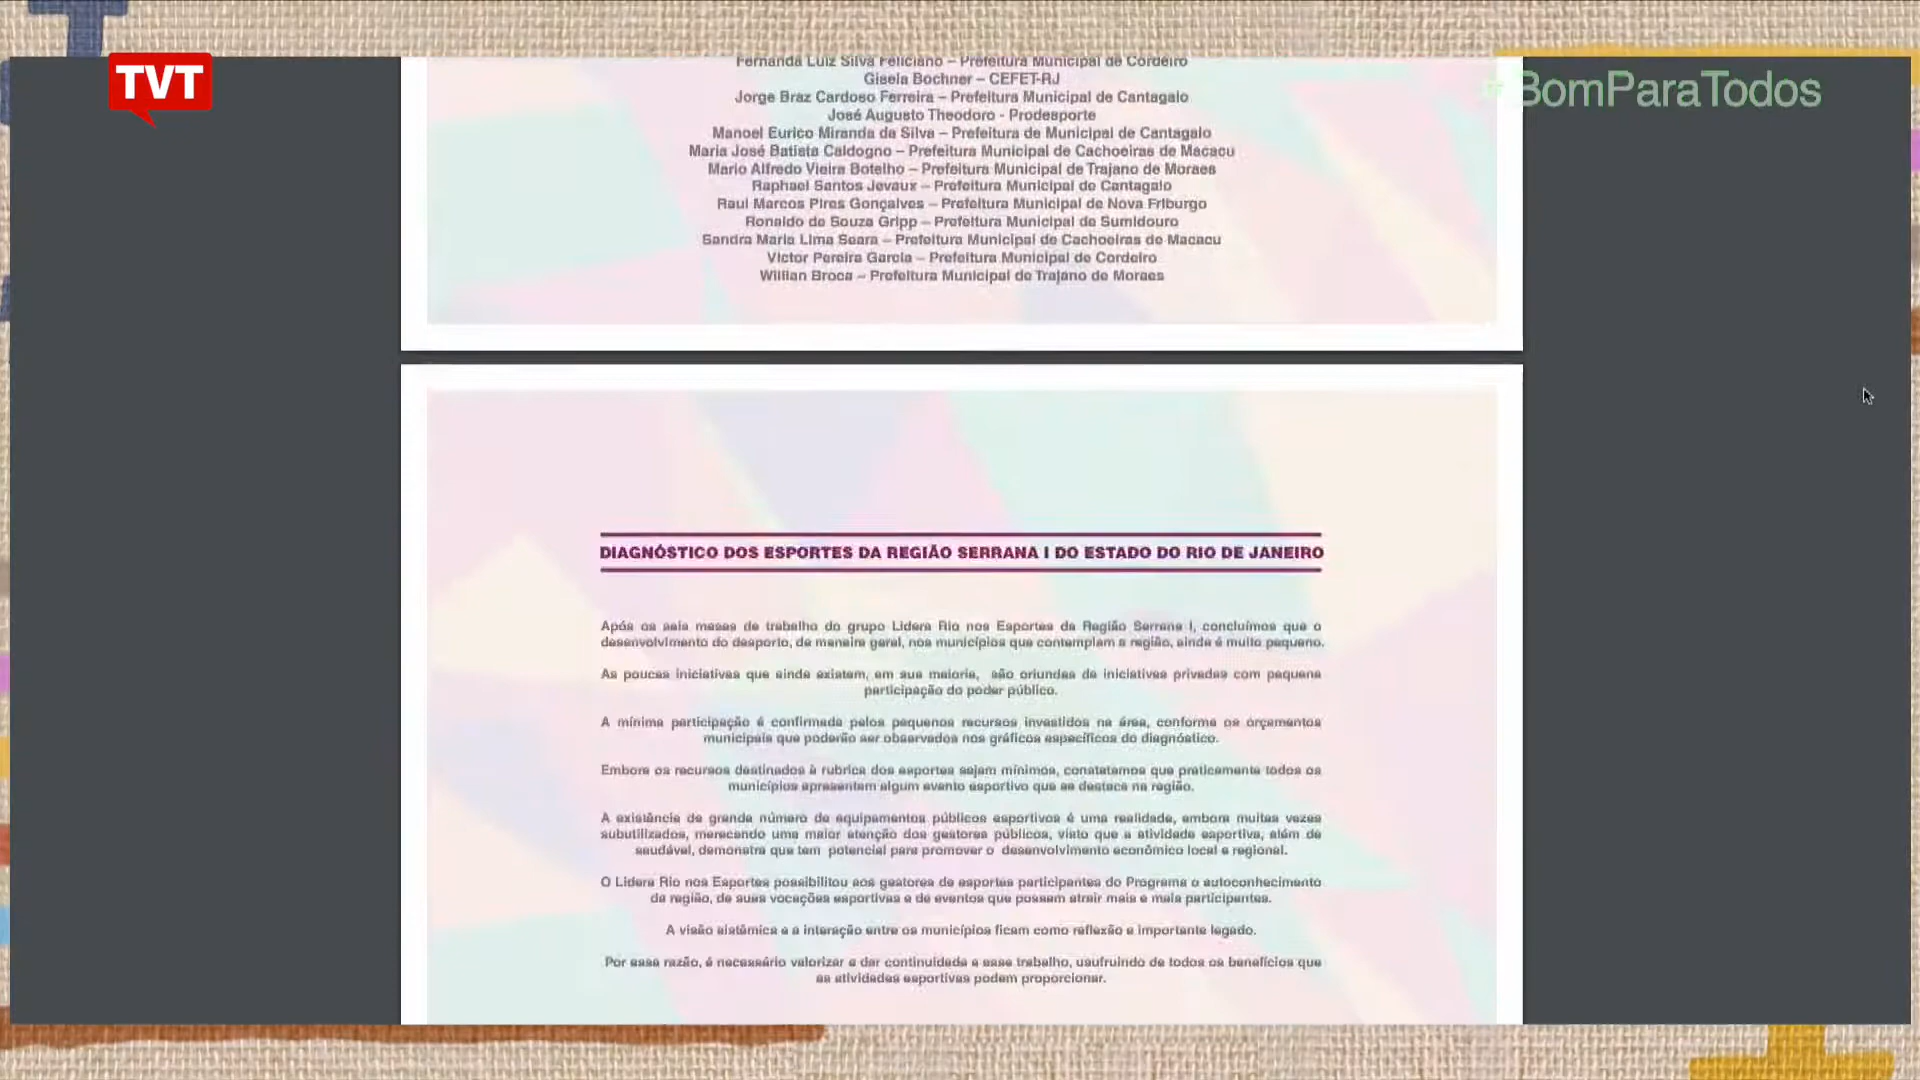 TVT
#BomParaTodos
Fernanda Luiz Silva Feliciano – Prefeitura Municipal de Cordeiro
Gisela Bochner – CEFET-RJ
Jorge Braz Cardoso Ferreira – Prefeitura Municipal de Cantagalo
José Augusto Theodoro - Prodesporte
Manoel Eurico Miranda da Silva – Prefeitura de Municipal de Cantagalo
Maria José Batista Caldogno – Prefeitura Municipal de Cachoeiras de Macacu
Mario Alfredo Vieira Botelho – Prefeitura Municipal de Trajano de Moraes
Raphael Santos Jevaux – Prefeitura Municipal de Cantagalo
Raul Marcos Pires Gonçalves – Prefeitura Municipal de Nova Friburgo
Ronaldo de Souza Gripp – Prefeitura Municipal de Sumidouro
Sandra Maria Lima Seara – Prefeitura Municipal de Cachoeiras de Macacu
Victor Pereira Garcia – Prefeitura Municipal de Cordeiro
Willian Broca – Prefeitura Municipal de Trajano de Moraes
DIAGNÓSTICO DOS ESPORTES DA REGIÃO SERRANA I DO ESTADO DO RIO DE JANEIRO
Após os seis meses de trabalho do grupo Lidera Rio nos Esportes da Região Serrana I, concluímos que o
desenvolvimento do desporto, de maneira geral, nos municípios que contemplam a região, ainda é muito pequeno.
As poucas iniciativas que ainda existem, em sua maioria, são oriundas de iniciativas privadas com pequena
participação do poder público.
A mínima participação é confirmada pelos pequenos recursos investidos na área, conforme os orçamentos
municipais que poderão ser observados nos gráficos específicos do diagnóstico.
Embora os recursos destinados à rubrica dos esportes sejam mínimos, constatamos que praticamente todos os
municípios apresentam algum evento esportivo que se destaca na região.
A existência de grande número de equipamentos públicos esportivos é uma realidade, embora muitas vezes
subutilizados, merecendo uma maior atenção dos gestores públicos, visto que a atividade esportiva, além de
saudável, demonstra que tem potencial para promover o desenvolvimento econômico local e regional.
O Lidera Rio nos Esportes possibilitou aos gestores de esportes participantes do Programa o autoconhecimento
da região, de suas vocações esportivas e de eventos que possam atrair mais e mais participantes.
A visão sistêmica e a interação entre os municípios ficam como reflexão e importante legado.
Por essa razão, é necessário valorizar e dar continuidade a esse trabalho, usufruindo de todos os benefícios que
as atividades esportivas podem proporcionar.